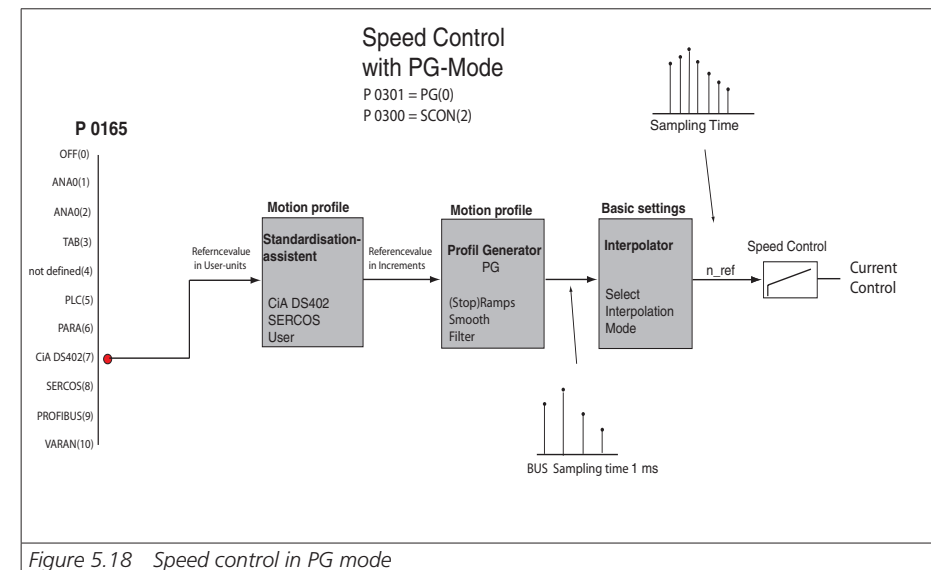 Speed Control
with PG-Mode
P 0301 = PG(0)
P 0300 = SCON(2)
Sampling Time
P 0165
OFF(0)
ANA0(1)
ANA0(2)
TAB(3)
not defined(4)
PLC(5)
PARA(6)
CiA DS402(7)
SERCOS(8)
PROFIBUS(9)
VARAN(10)
Referncevalue
in User-units
Motion profile
Standardisation-
assistent
CiA DS402
SERCOS
User
Referencevalue
in Increments
Motion profile
Profil Generator
PG
(Stop)Ramps
Smooth
Filter
BUS Sampling time 1 ms
Basic settings
Interpolator
Select
Interpolation
Mode
n_ref
Speed Control
Current
Control
Figure 5.18 Speed control in PG mode